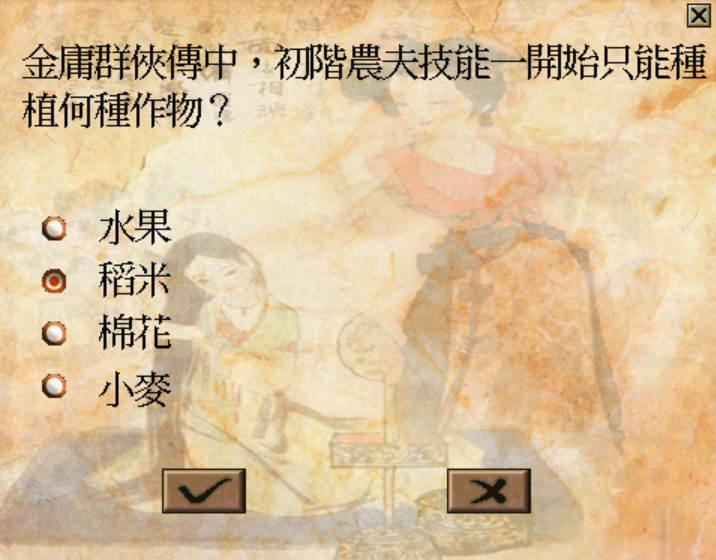 金庸群俠傳中，初階農夫技能一開始只能種
植何種作物？
水果
稻米
棉花
小麥